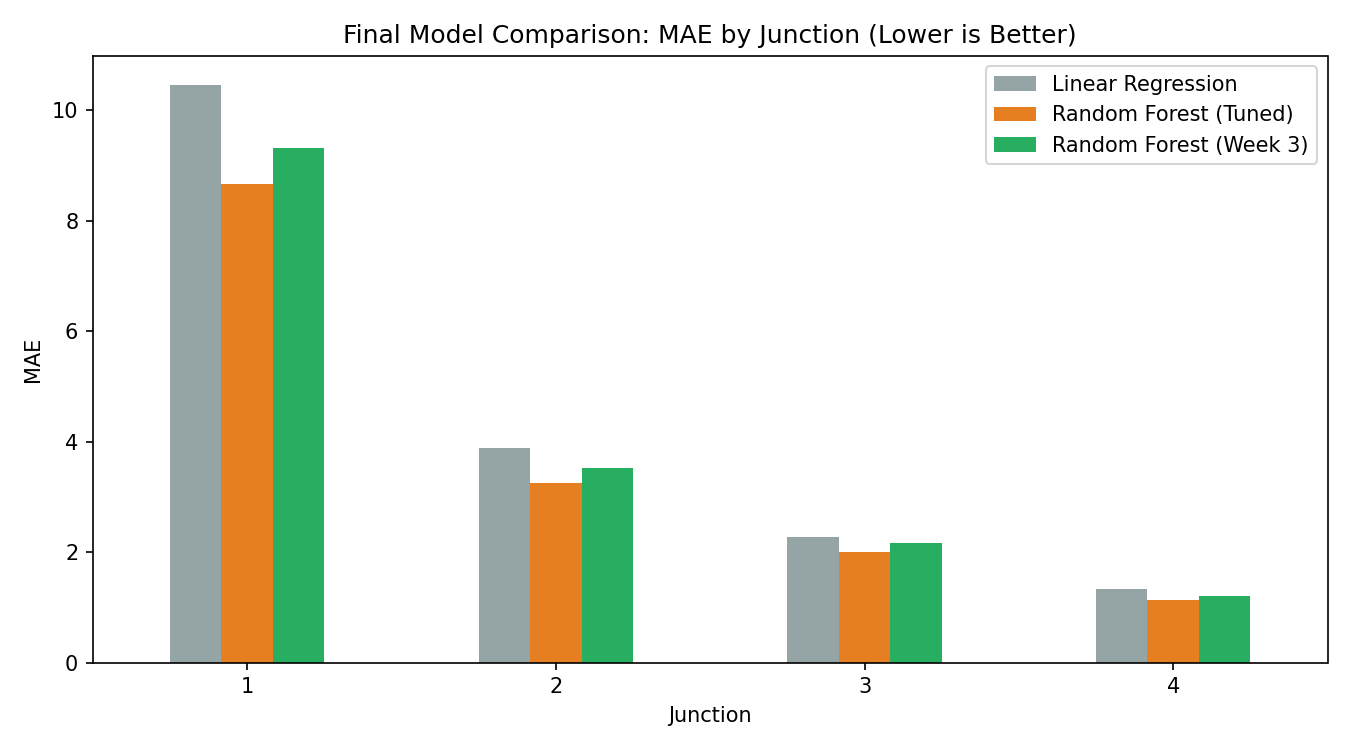 Final Model Comparison: MAE by Junction (Lower is Better)
Linear Regression
Random Forest (Tuned)
Random Forest (Week 3)
MAE
10
8
6
4
2
0
1 2 3 4
Junction